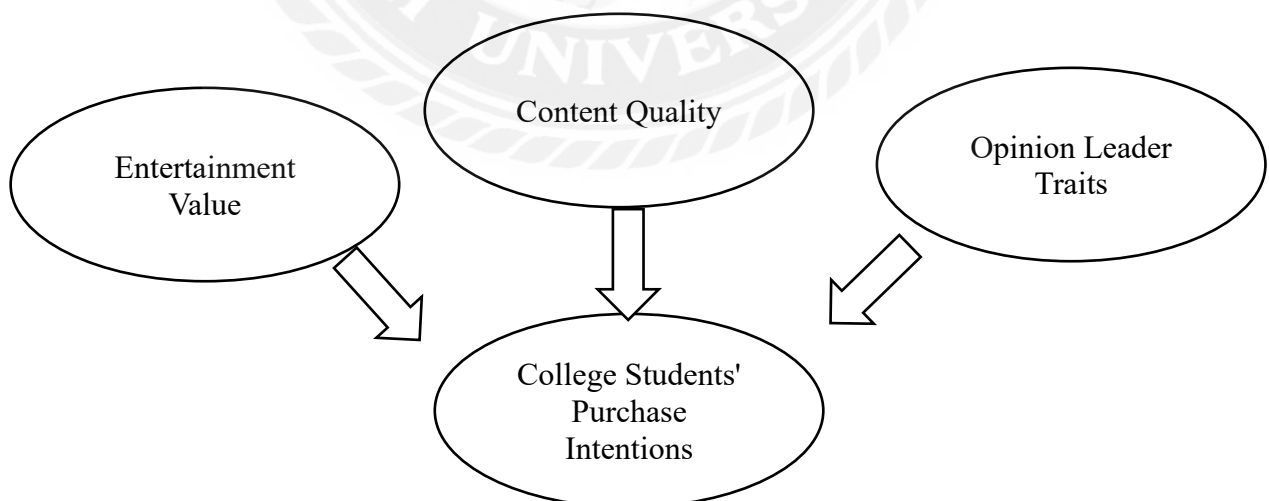 Content Quality
Entertainment
Value
Opinion Leader
Traits
College Students'
Purchase
Intentions